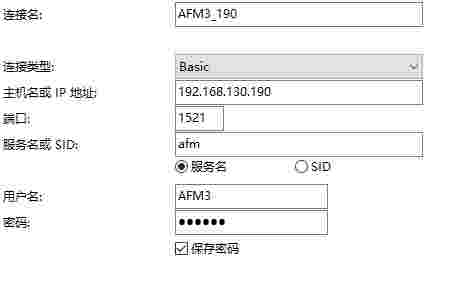 连接名: AFM3_190
连接类型: Basic
主机名或 IP 地址: 192.168.130.190
端口: 1521
服务名或 SID: afm
服务名 SID
用户名: AFM3
密码: ●●●●●●
保存密码